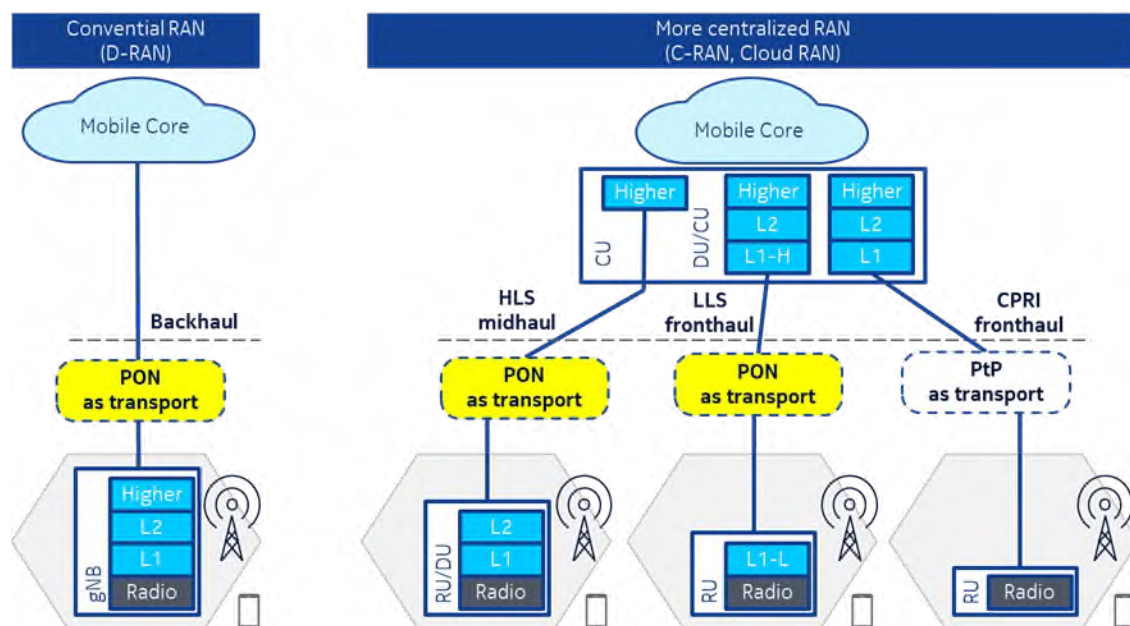 Convential RAN
(D-RAN)
More centralized RAN
(C-RAN, Cloud RAN)
Mobile Core
Mobile Core
CU
Higher
DU/CU
Higher
L2
L1-H
Higher
L2
L1
Backhaul
HLS
midhaul
LLS
fronthaul
CPRI
fronthaul
PON
as transport
PON
as transport
PON
as transport
PtP
as transport
gNB
Higher
L2
L1
Radio
RU/DU
L2
L1
Radio
RU
L1-L
Radio
RU
Radio